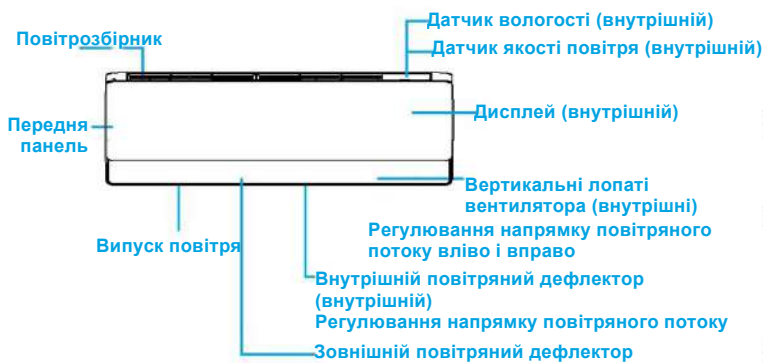 Датчик вологості (внутрішній)
Повітрозбірник
Датчик якості повітря (внутрішній)
Дисплей (внутрішній)
Передня
панель
Вертикальні лопаті
вентилятора (внутрішні)
Регулювання напрямку повітряного
потоку вліво і вправо
Випуск повітря
Внутрішній повітряний дефлектор
(внутрішній)
Регулювання напрямку повітряного потоку
Зовнішній повітряний дефлектор